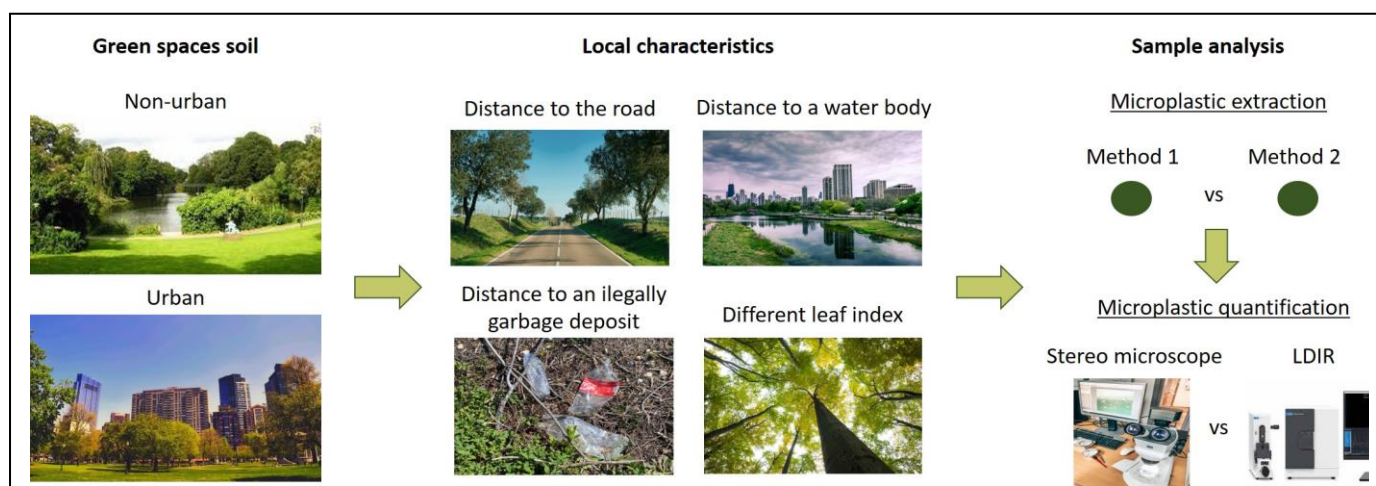 Green spaces soil
Non-urban
Urban
Local characteristics
Distance to the road
Distance to a water body
Distance to an ilegally
garbage deposit
Different leaf index
Sample analysis
Microplastic extraction
Method 1
vs
Method 2
Microplastic quantification
Stereo microscope
vs
LDIR